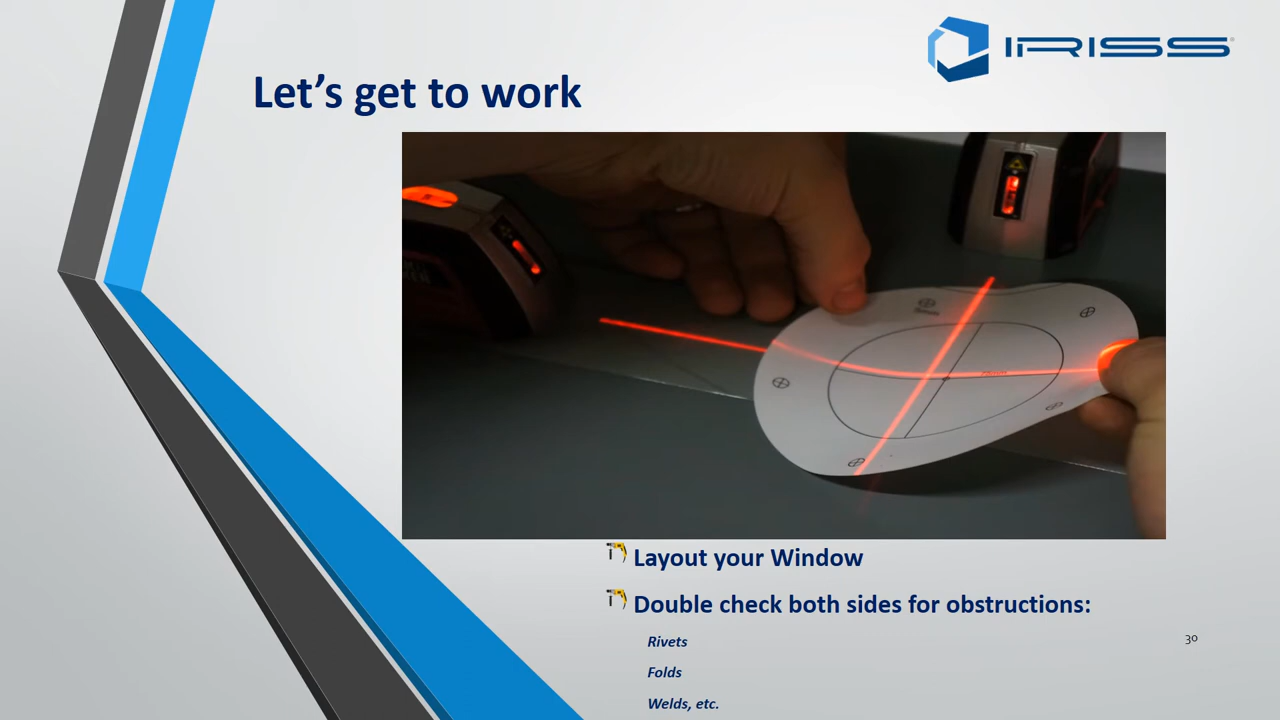 IRISS
Let's get to work
Layout your Window
Double check both sides for obstructions:
Rivets
Folds
Welds, etc.
30